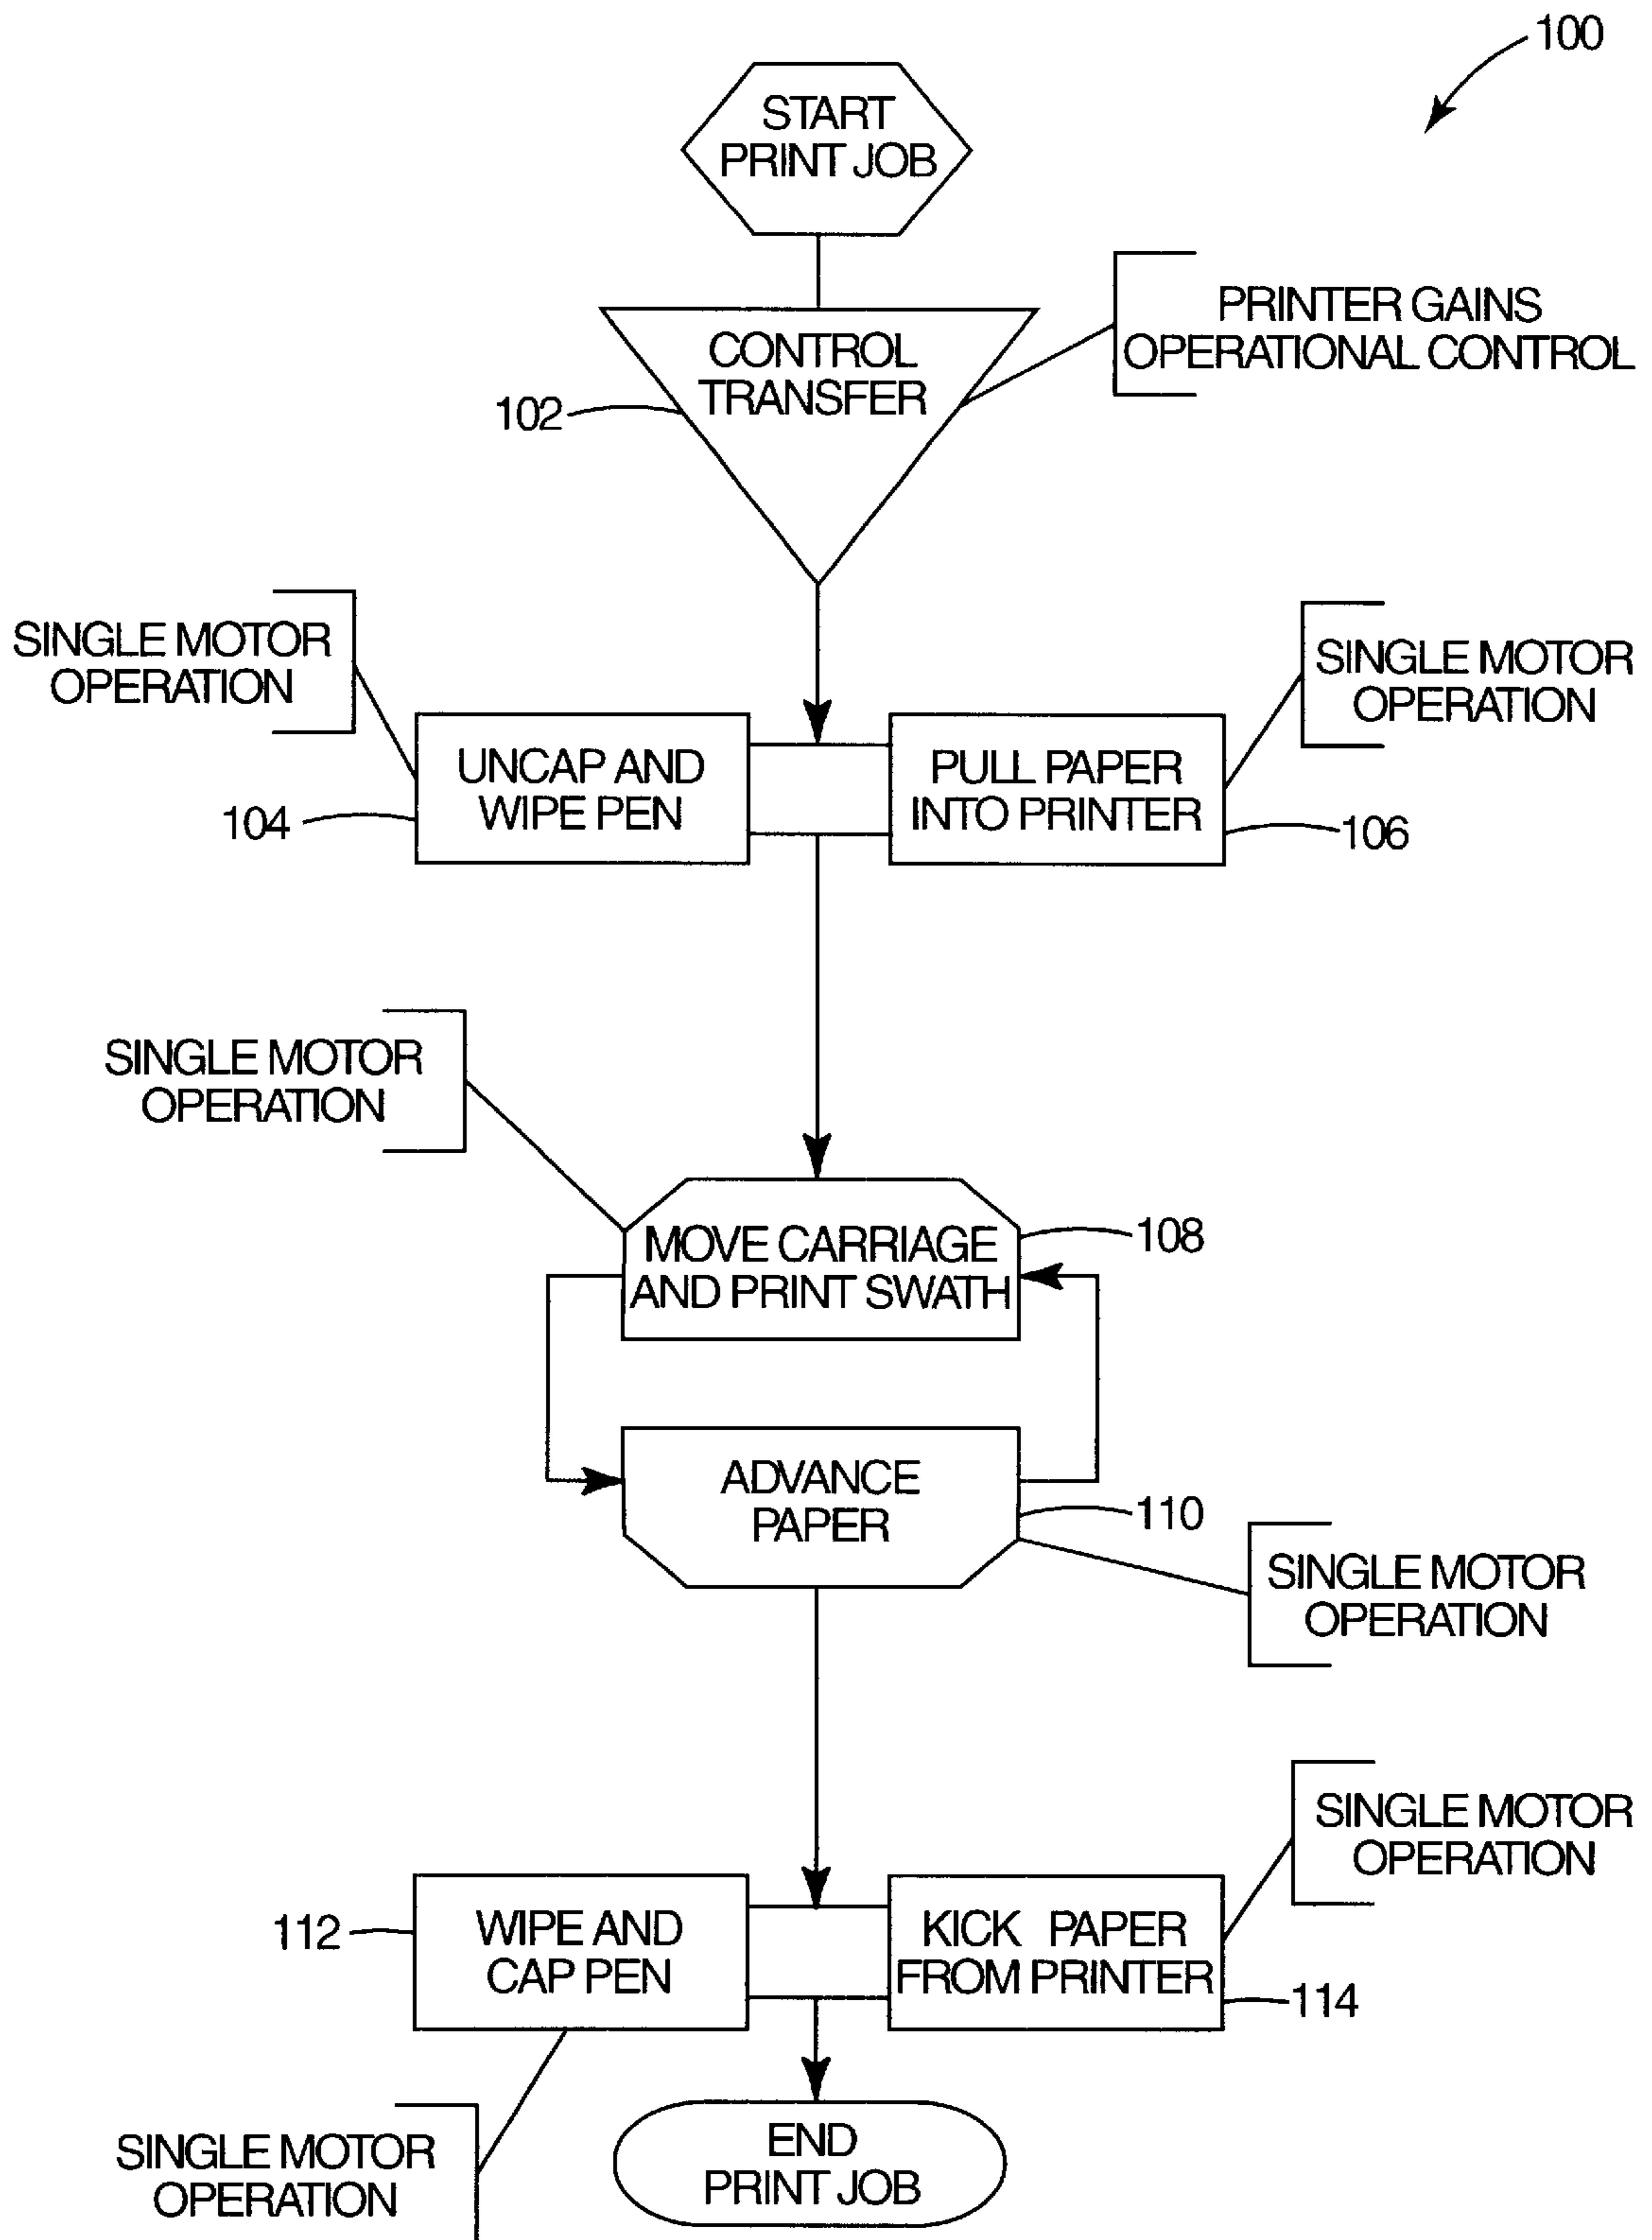 100
START
PRINT JOB
CONTROL
TRANSFER
102
PRINTER GAINS
OPERATIONAL CONTROL
SINGLE MOTOR
OPERATION
SINGLE MOTOR
OPERATION
UNCAP AND
WIPE PEN
104
PULL PAPER
INTO PRINTER
106
SINGLE MOTOR
OPERATION
MOVE CARRIAGE
AND PRINT SWATH
108
ADVANCE
PAPER
110
SINGLE MOTOR
OPERATION
SINGLE MOTOR
OPERATION
112
WIPE AND
CAP PEN
KICK PAPER
FROM PRINTER
114
SINGLE MOTOR
OPERATION
END
PRINT JOB